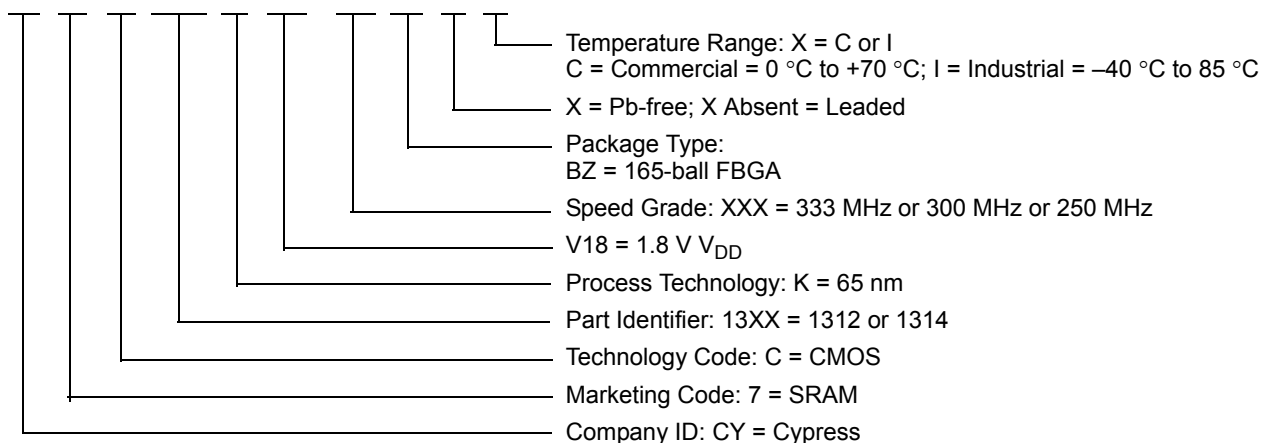 Temperature Range: X = C or I
C = Commercial = 0 °C to +70 °C; I = Industrial = –40 °C to 85 °C
X = Pb-free; X Absent = Leaded
Package Type:
BZ = 165-ball FBGA
Speed Grade: XXX = 333 MHz or 300 MHz or 250 MHz
V18 = 1.8 V VDD
Process Technology: K = 65 nm
Part Identifier: 13XX = 1312 or 1314
Technology Code: C = CMOS
Marketing Code: 7 = SRAM
Company ID: CY = Cypress